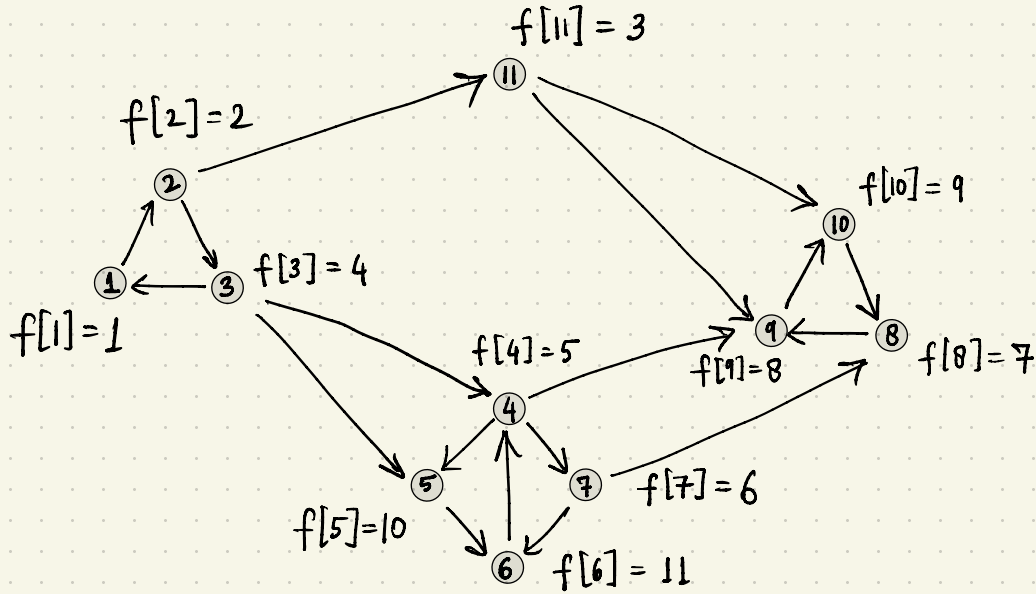 f[11] = 3
11
f[2] = 2
2
10
f[10] = 9
1
3
f[3] = 4
f[1] = 1
9
8
f[9] = 8
f[8] = 7
f[4] = 5
4
5
7
f[7] = 6
f[5] = 10
6
f[6] = 11